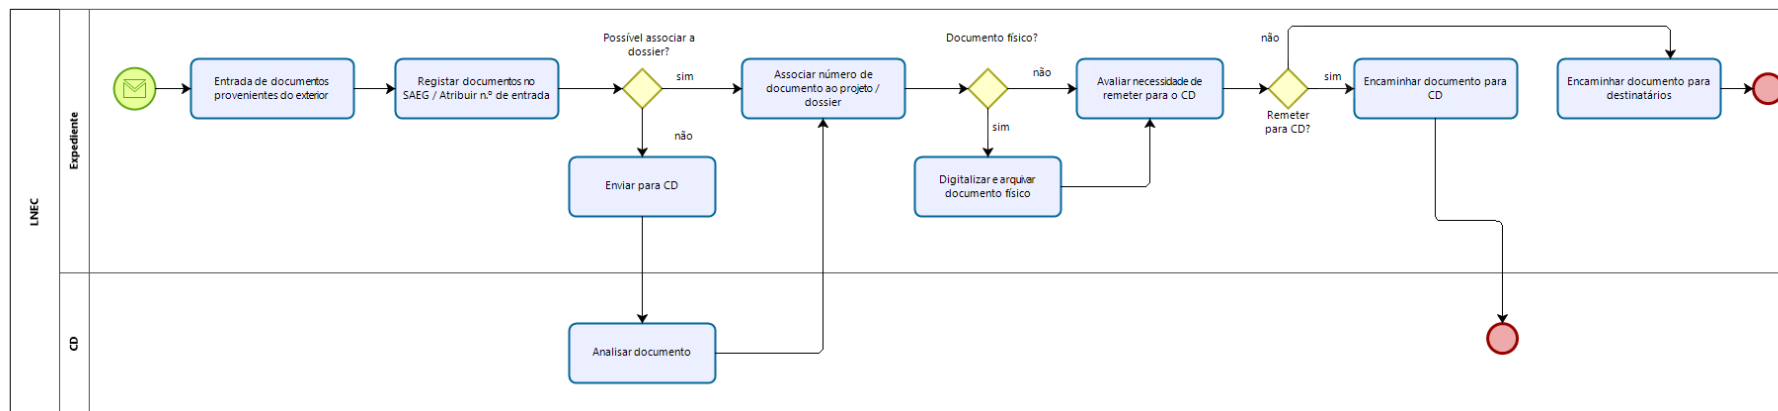 LNEC
Expediente
Entrada de documentos
provenientes do exterior
Registar documentos no
SAEG / Atribuir n.º de entrada
Possível associar a
dossier?
sim
não
Enviar para CD
Associar número de
documento ao projeto /
dossier
Documento físico?
não
sim
Digitalizar e arquivar
documento físico
Avaliar necessidade de
remeter para o CD
não
sim
Remeter
para CD?
Encaminhar documento para
CD
Encaminhar documento para
destinatários
CD
Analisar documento